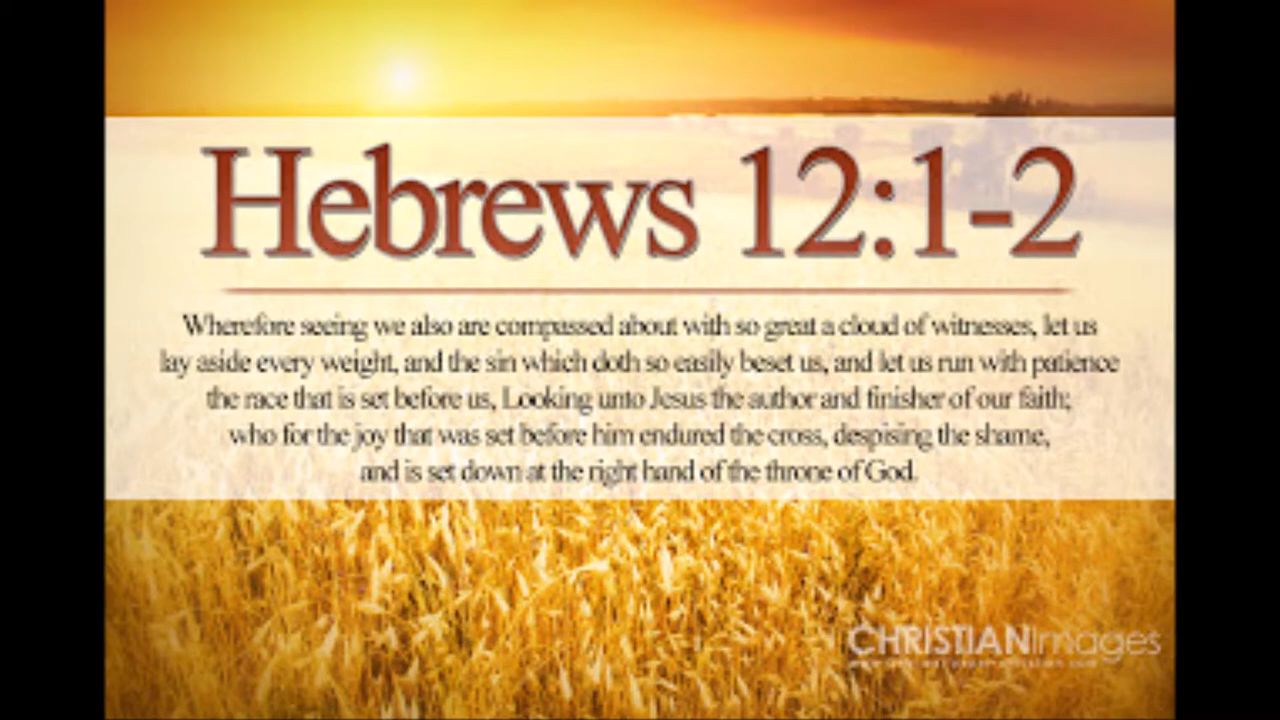 Hebrews 12:1-2
Wherefore seeing we also are compassed about with so great a cloud of witnesses, let us
lay aside every weight, and the sin which doth so easily beset us, and let us run with patience
the race that is set before us, Looking unto Jesus the author and finisher of our faith;
who for the joy that was set before him endured the cross, despising the shame,
and is set down at the right hand of the throne of God.
CHRISTIANimages